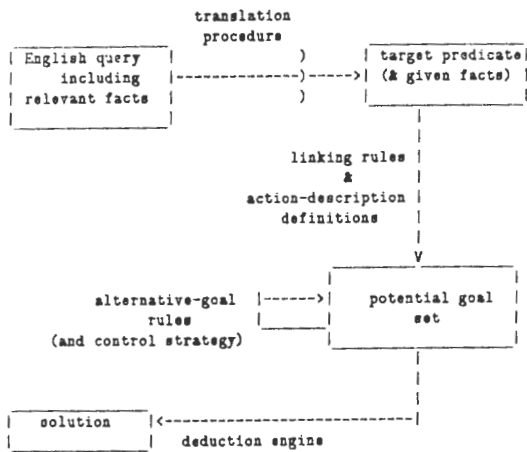 translation
procedure
English query
including
relevant facts
target predicate
(& given facts)
linking rules
&
action-description
definitions
alternative-goal
rules
(and control strategy)
potential goal
set
solution
deduction engine